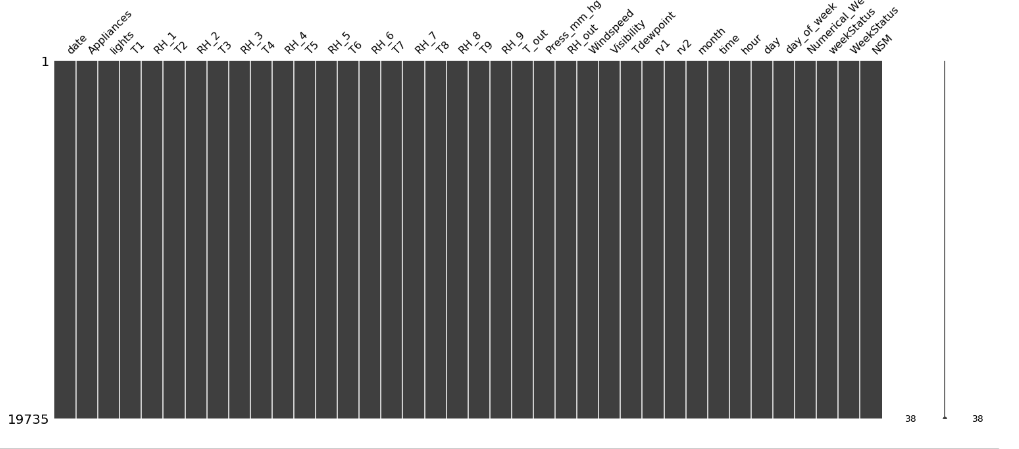 date
Appliances
lights
T1
RH_1
T2
RH_2
T3
RH_3
T4
RH_4
T5
RH_5
T6
RH_6
T7
RH_7
T8
RH_8
T9
RH_9
T_out
Press_mm_hg
RH_out
Windspeed
Visibility
Tdewpoint
rv1
rv2
month
time
hour
day
day_of_week
Numerical_We
weekStatus
WeekStatus
NSM
1
19735
38
38